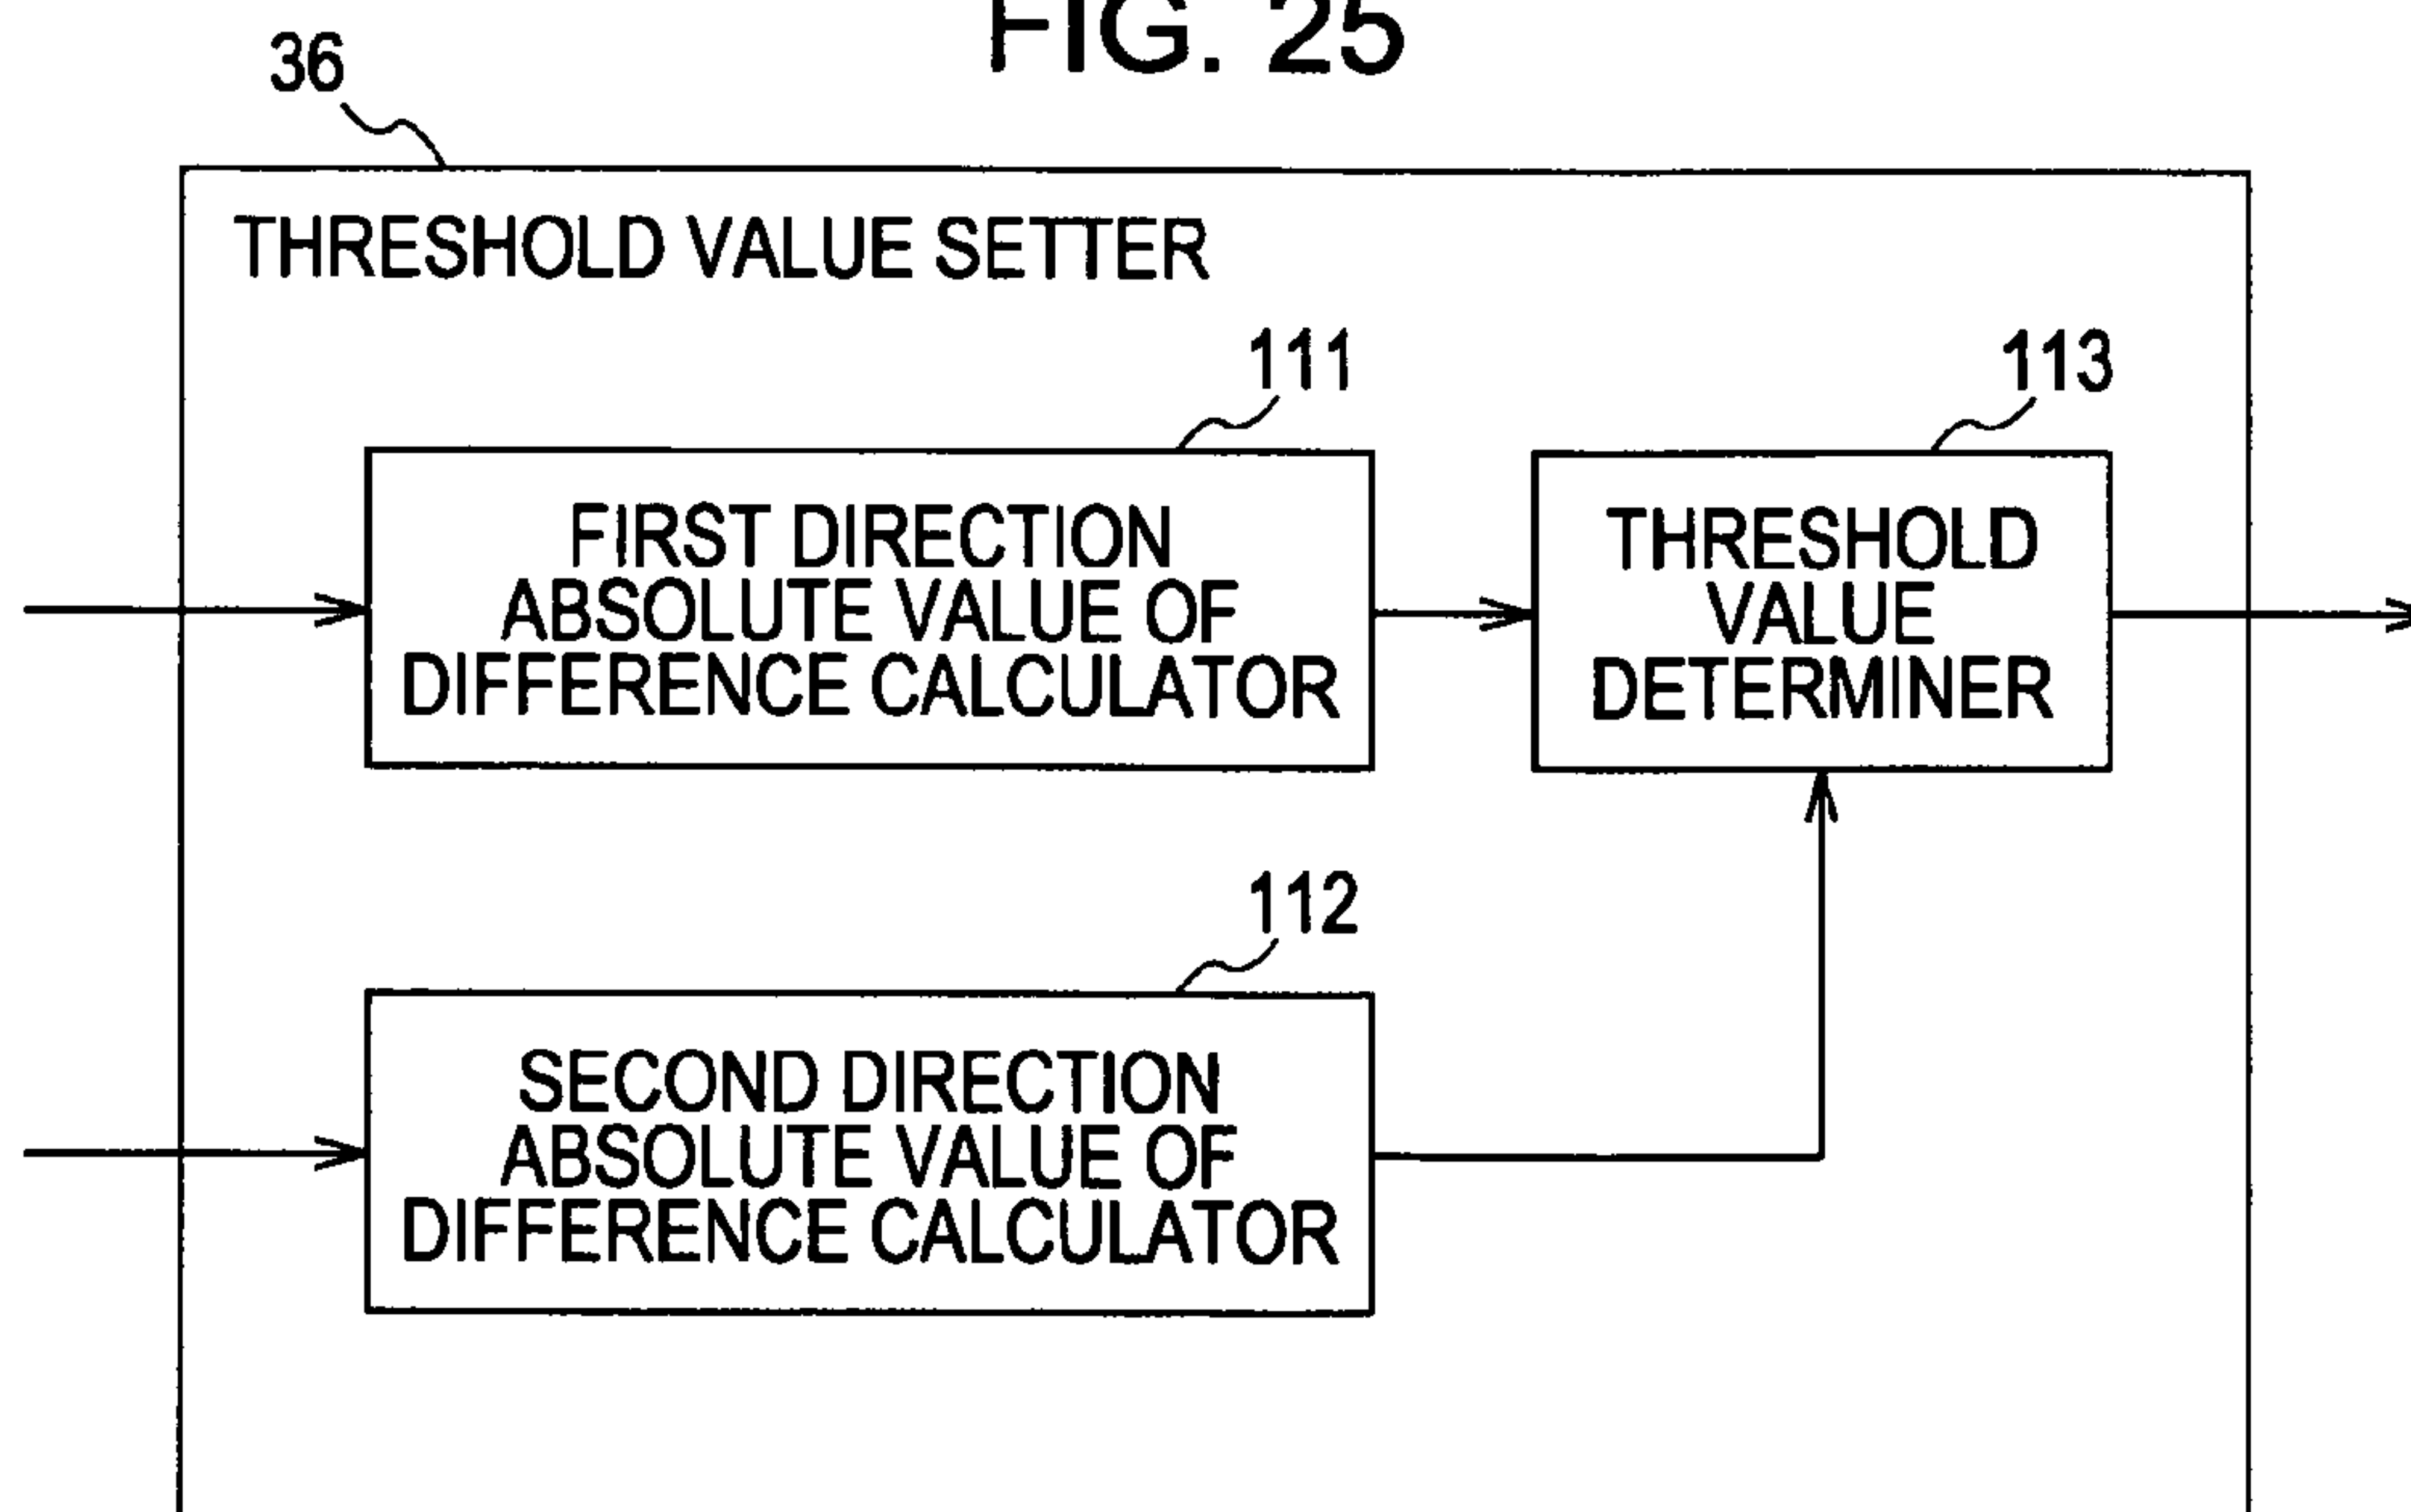 FIG. 25
36
THRESHOLD VALUE SETTER
111
113
FIRST DIRECTION
ABSOLUTE VALUE OF
DIFFERENCE CALCULATOR
THRESHOLD
VALUE
DETERMINER
112
SECOND DIRECTION
ABSOLUTE VALUE OF
DIFFERENCE CALCULATOR